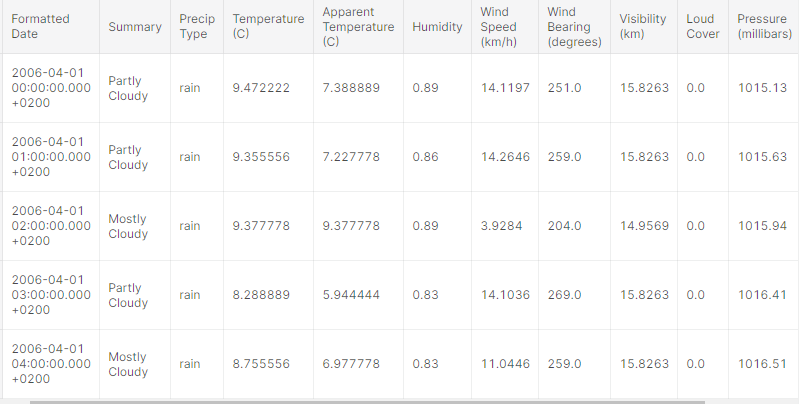 Formatted Date Summary Precip Type Temperature (C) Apparent Temperature (C) Humidity Wind Speed (km/h) Wind Bearing (degrees) Visibility (km) Loud Cover Pressure (millibars)
2006-04-01 00:00:00.000 +0200 Partly Cloudy rain 9.472222 7.388889 0.89 14.1197 251.0 15.8263 0.0 1015.13
2006-04-01 01:00:00.000 +0200 Partly Cloudy rain 9.355556 7.227778 0.86 14.2646 259.0 15.8263 0.0 1015.63
2006-04-01 02:00:00.000 +0200 Mostly Cloudy rain 9.377778 9.377778 0.89 3.9284 204.0 14.9569 0.0 1015.94
2006-04-01 03:00:00.000 +0200 Partly Cloudy rain 8.288889 5.944444 0.83 14.1036 269.0 15.8263 0.0 1016.41
2006-04-01 04:00:00.000 +0200 Mostly Cloudy rain 8.755556 6.977778 0.83 11.0446 259.0 15.8263 0.0 1016.51